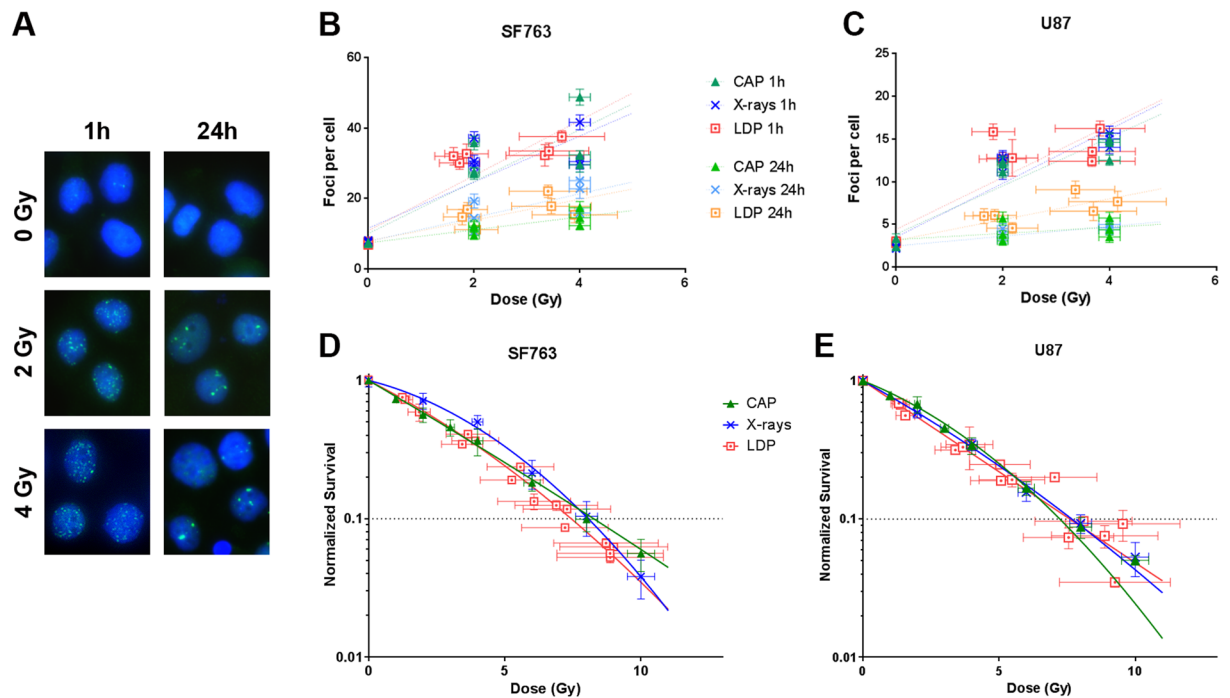 A
1h 24h
0 Gy
2 Gy
4 Gy
B
SF763
Foci per cell
60
40
20
0
0 2 4 6
Dose (Gy)
CAP 1h
X-rays 1h
LDP 1h
CAP 24h
X-rays 24h
LDP 24h
C
U87
Foci per cell
25
20
15
10
5
0
0 2 4 6
Dose (Gy)
D
SF763
Normalized Survival
1
0.1
0.01
0 5 10
Dose (Gy)
CAP
X-rays
LDP
E
U87
Normalized Survival
1
0.1
0.01
0 5 10
Dose (Gy)